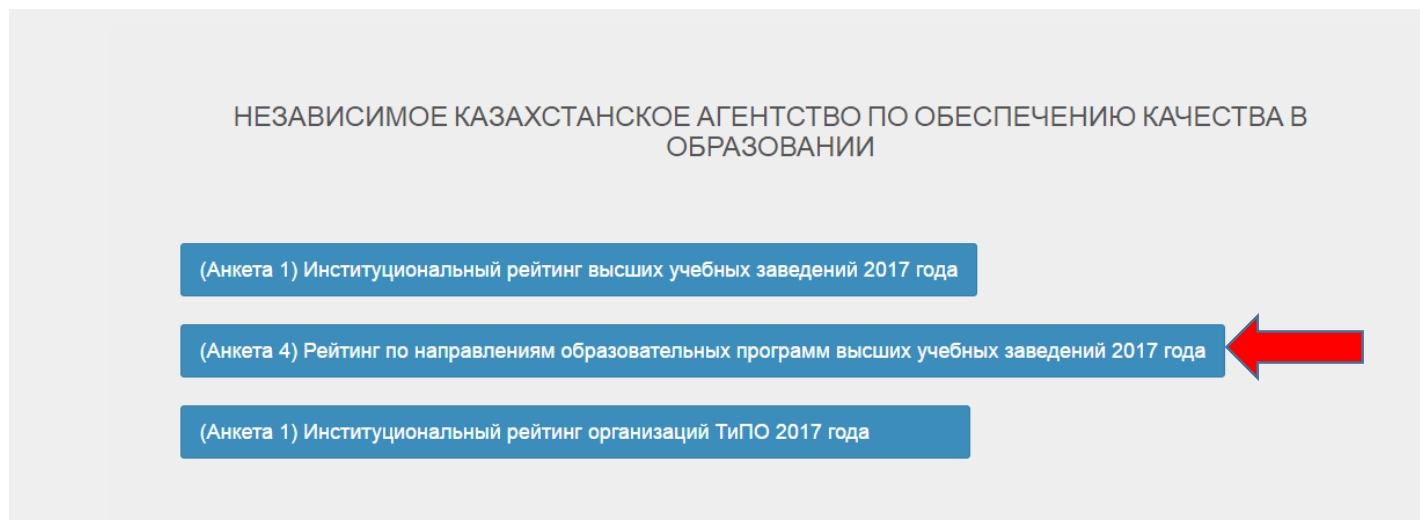 НЕЗАВИСИМОЕ КАЗАХСТАНСКОЕ АГЕНТСТВО ПО ОБЕСПЕЧЕНИЮ КАЧЕСТВА В
ОБРАЗОВАНИИ
(Анкета 1) Институциональный рейтинг высших учебных заведений 2017 года
(Анкета 4) Рейтинг по направлениям образовательных программ высших учебных заведений 2017 года
(Анкета 1) Институциональный рейтинг организаций ТиПО 2017 года